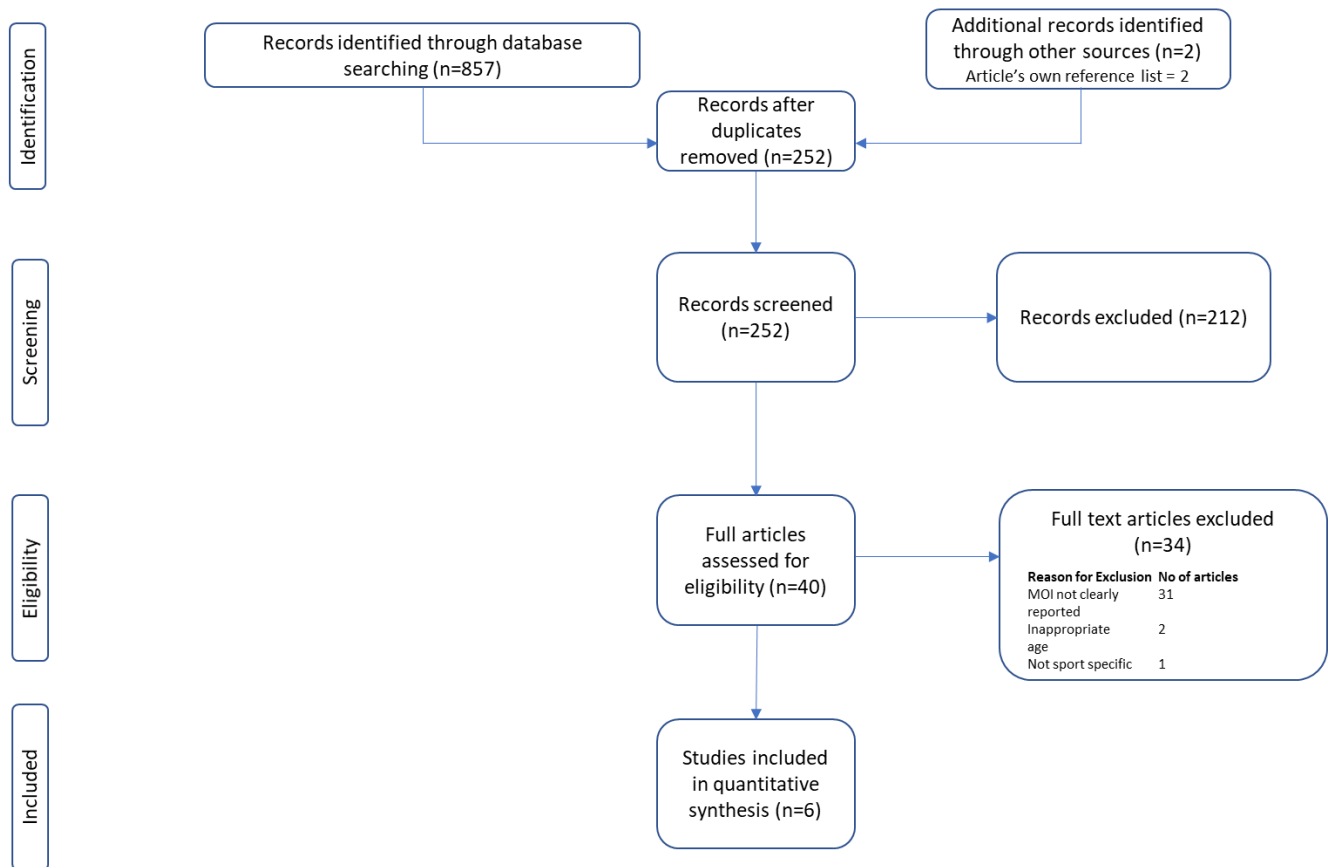 Identification
Records identified through database
searching (n=857)
Additional records identified
through other sources (n=2)
Article's own reference list = 2
Records after
duplicates
removed (n=252)
Screening
Records screened
(n=252)
Records excluded (n=212)
Eligibility
Full articles
assessed for
eligibility (n=40)
Full text articles excluded
(n=34)
Reason for Exclusion No of articles
MOI not clearly 31
reported
Inappropriate 2
age
Not sport specific 1
Included
Studies included
in quantitative
synthesis (n=6)